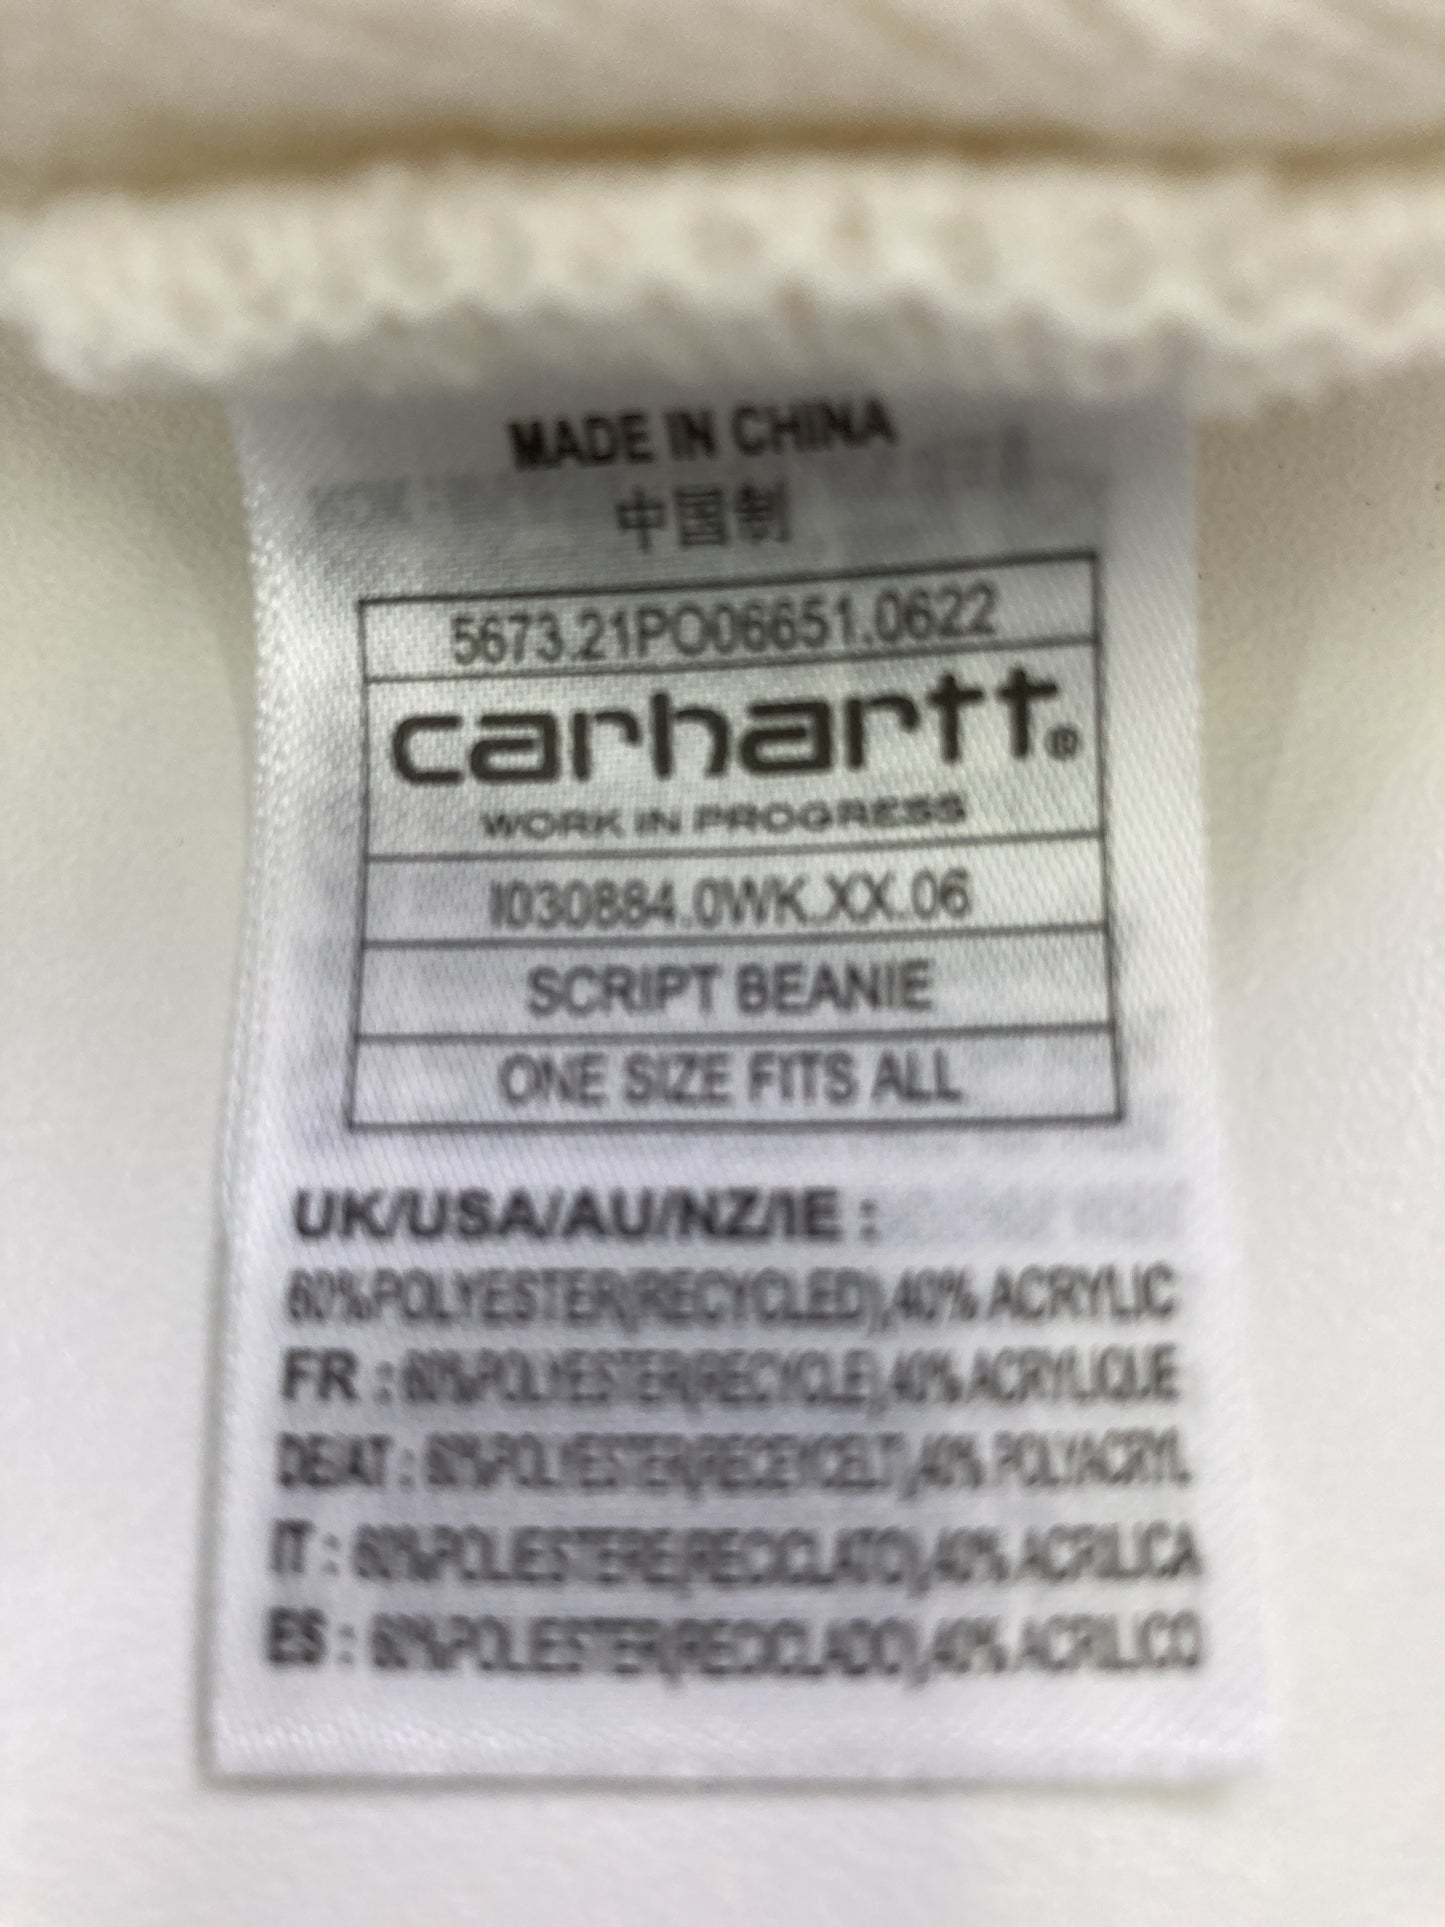 MADE IN CHINA
中国制
5673.21PO06651.0622
carhartt®
WORK IN PROGRESS
I030884.0WK.XX.06
SCRIPT BEANIE
ONE SIZE FITS ALL
UK/USA/AU/NZ/IE :
60%POLYESTER(RECYCLED),40% ACRYLIC
FR : 60%POLYESTER(RECYCLE),40% ACRYLIQUE
DE/AT : 60%POLYESTER(RECEYCELT),40% POLYACRYL
IT : 60%POLIESTERE(RECICLATO),40% ACRILICA
ES : 60%POLIESTER(RECICLADO),40% ACRILICO